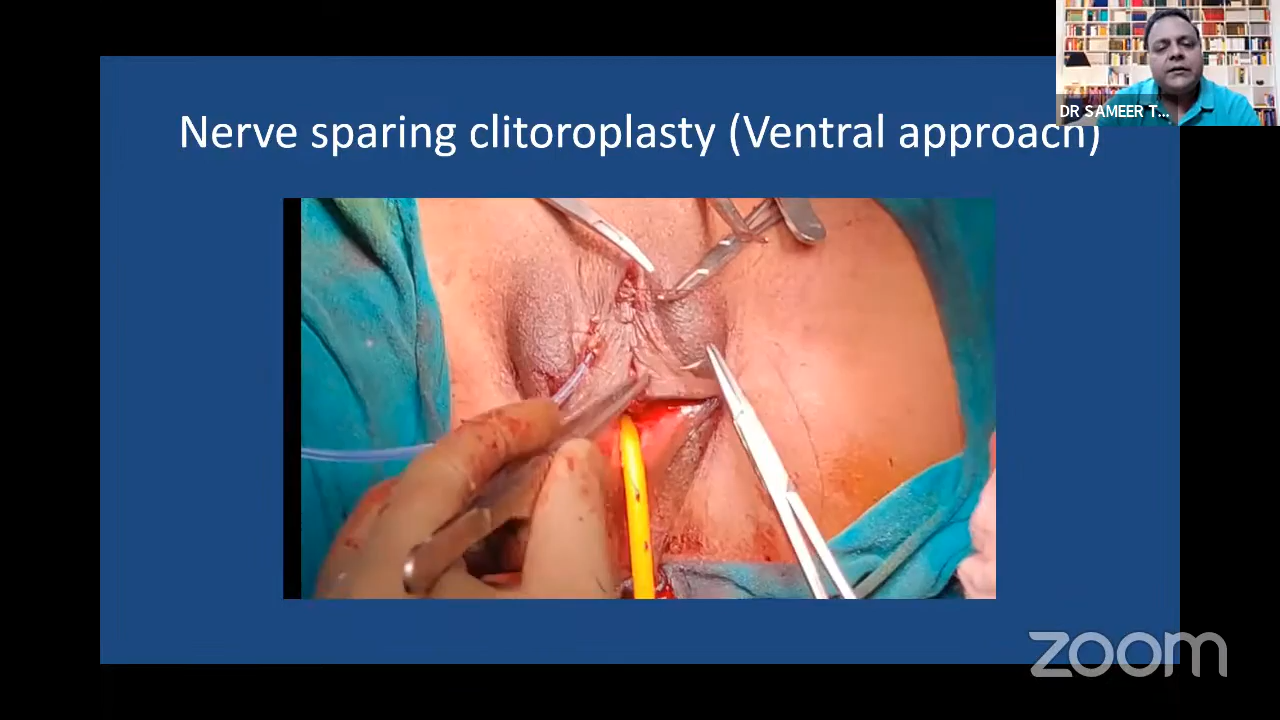 DR SAMEER T...
Nerve sparing clitoroplasty (Ventral approach)
zoom